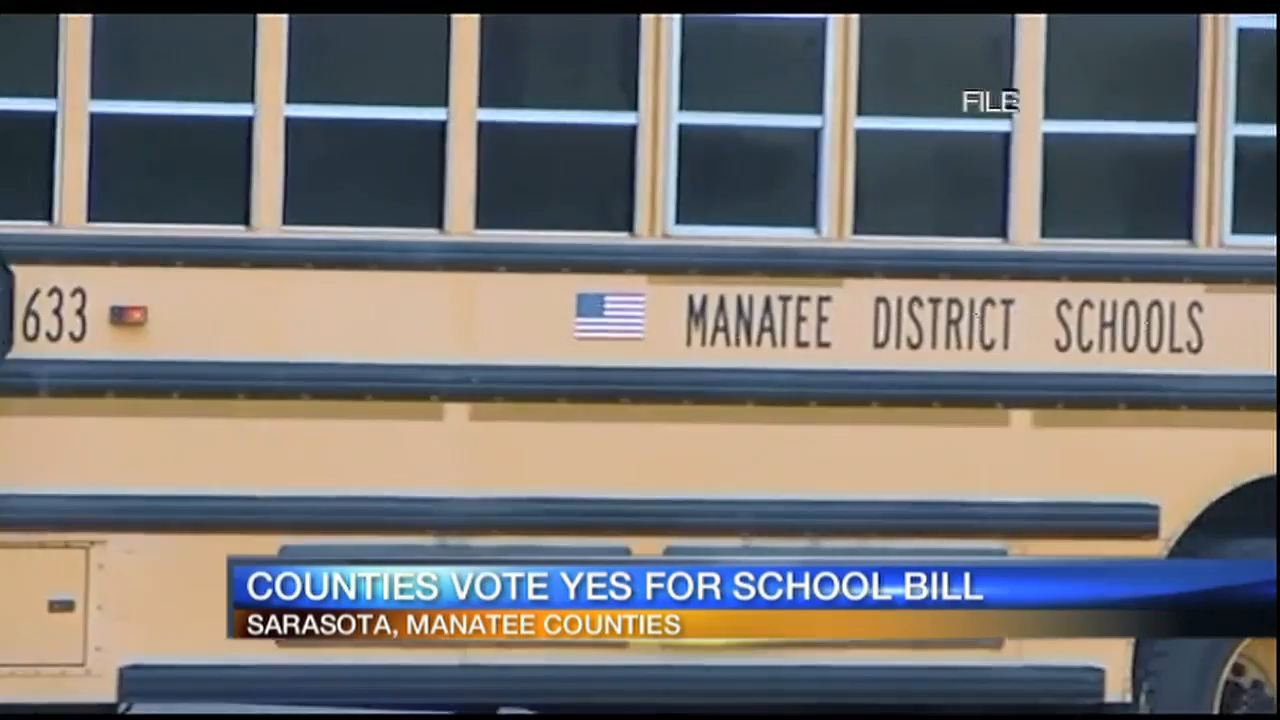 FILE
633 MANATEE DISTRICT SCHOOLS
COUNTIES VOTE YES FOR SCHOOL BILL
SARASOTA, MANATEE COUNTIES